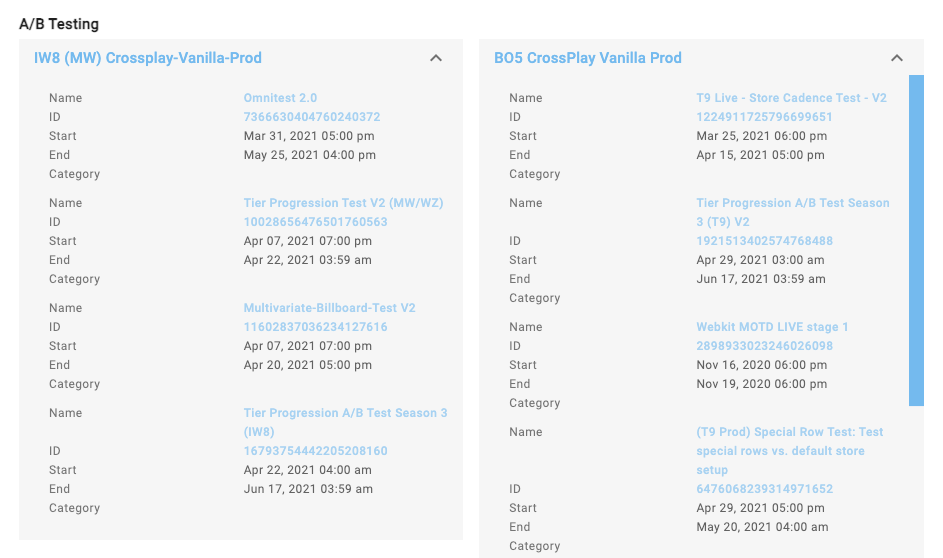 A/B Testing
IW8 (MW) Crossplay-Vanilla-Prod
Name Omnitest 2.0
ID 7366630404760240372
Start Mar 31, 2021 05:00 pm
End May 25, 2021 04:00 pm
Category
Name Tier Progression Test V2 (MW/WZ)
ID 10028656476501760563
Start Apr 07, 2021 07:00 pm
End Apr 22, 2021 03:59 am
Category
Name Multivariate-Billboard-Test V2
ID 11602837036234127616
Start Apr 07, 2021 07:00 pm
End Apr 20, 2021 05:00 pm
Category
Name Tier Progression A/B Test Season 3
(IW8)
ID 16793754442205208160
Start Apr 22, 2021 04:00 am
End Jun 17, 2021 03:59 am
Category
BO5 CrossPlay Vanilla Prod
Name T9 Live - Store Cadence Test - V2
ID 1224911725796699651
Start Mar 25, 2021 06:00 pm
End Apr 15, 2021 05:00 pm
Category
Name Tier Progression A/B Test Season
3 (T9) V2
ID 1921513402574768488
Start Apr 29, 2021 03:00 am
End Jun 17, 2021 03:59 am
Category
Name Webkit MOTD LIVE stage 1
ID 2898933023246026098
Start Nov 16, 2020 06:00 pm
End Nov 19, 2020 06:00 pm
Category
Name (T9 Prod) Special Row Test: Test
special rows vs. default store
setup
ID 6476068239314971652
Start Apr 29, 2021 05:00 pm
End May 20, 2021 04:00 am
Category